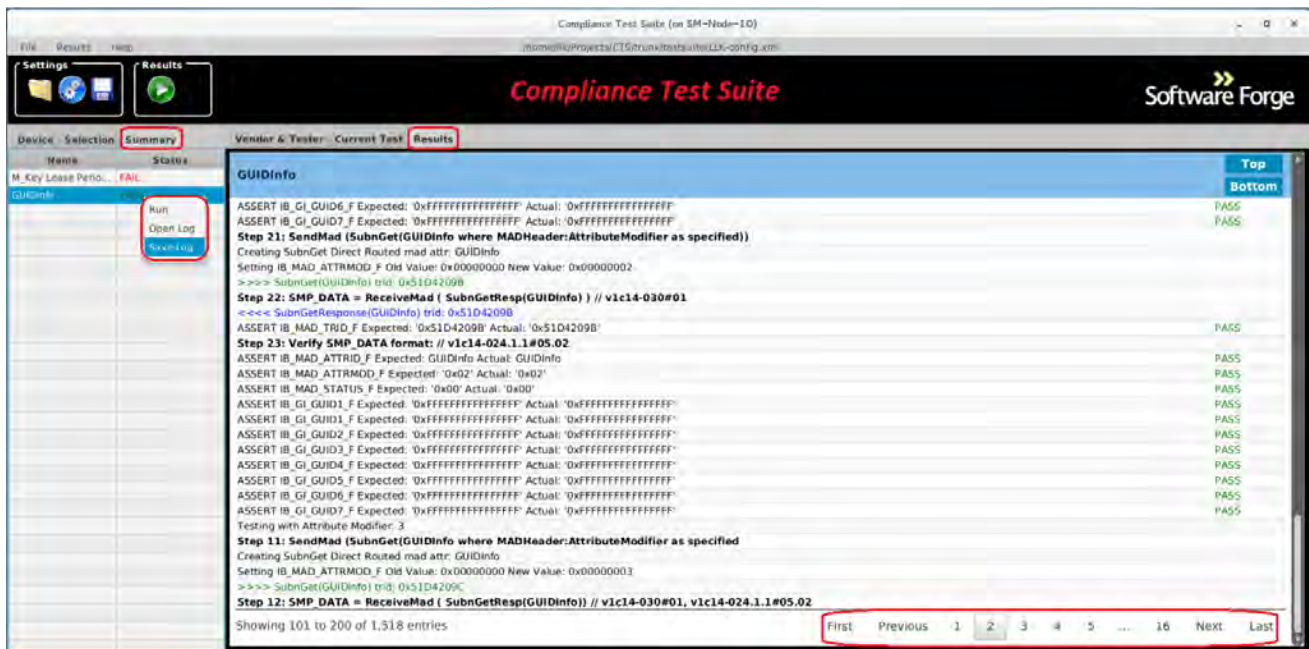 Compliance Test Suite (on SM-Node-10)
File Results Help
Settings Results
Compliance Test Suite
Software Forge
Device Selection Summary Vendor & Tester Current Test Results
Name Status
M_Key Lease Perio... FAIL
GUIDInfo
Run
Open Log
Save Log
GUIDInfo
Top
Bottom
ASSERT IB_GI_GUID6_F Expected: '0xFFFFFFFFFFFFFFFF' Actual: '0xFFFFFFFFFFFFFFFF' PASS
ASSERT IB_GI_GUID7_F Expected: '0xFFFFFFFFFFFFFFFF' Actual: '0xFFFFFFFFFFFFFFFF' PASS
Step 21: SendMad (SubnGet(GUIDInfo where MADHeader:AttributeModifier as specified))
Creating SubnGet Direct Routed mad attr: GUIDInfo
Setting IB_MAD_ATTRMOD_F Old Value: 0x00000000 New Value: 0x00000002
>>>> SubnGet(GUIDInfo) trid: 0x51D4209B
Step 22: SMP_DATA = ReceiveMad ( SubnGetResp(GUIDInfo) ) // v1c14-030#01
<<<< SubnGetResponse(GUIDInfo) trid: 0x51D4209B
ASSERT IB_MAD_TRID_F Expected: '0x51D4209B' Actual: '0x51D4209B' PASS
Step 23: Verify SMP_DATA format: // v1c14-024.1.1#05.02
ASSERT IB_MAD_ATTRID_F Expected: GUIDInfo Actual: GUIDInfo PASS
ASSERT IB_MAD_ATTRMOD_F Expected: '0x02' Actual: '0x02' PASS
ASSERT IB_MAD_STATUS_F Expected: '0x00' Actual: '0x00' PASS
ASSERT IB_GI_GUID1_F Expected: '0xFFFFFFFFFFFFFFFF' Actual: '0xFFFFFFFFFFFFFFFF' PASS
ASSERT IB_GI_GUID1_F Expected: '0xFFFFFFFFFFFFFFFF' Actual: '0xFFFFFFFFFFFFFFFF' PASS
ASSERT IB_GI_GUID2_F Expected: '0xFFFFFFFFFFFFFFFF' Actual: '0xFFFFFFFFFFFFFFFF' PASS
ASSERT IB_GI_GUID3_F Expected: '0xFFFFFFFFFFFFFFFF' Actual: '0xFFFFFFFFFFFFFFFF' PASS
ASSERT IB_GI_GUID4_F Expected: '0xFFFFFFFFFFFFFFFF' Actual: '0xFFFFFFFFFFFFFFFF' PASS
ASSERT IB_GI_GUID5_F Expected: '0xFFFFFFFFFFFFFFFF' Actual: '0xFFFFFFFFFFFFFFFF' PASS
ASSERT IB_GI_GUID6_F Expected: '0xFFFFFFFFFFFFFFFF' Actual: '0xFFFFFFFFFFFFFFFF' PASS
ASSERT IB_GI_GUID7_F Expected: '0xFFFFFFFFFFFFFFFF' Actual: '0xFFFFFFFFFFFFFFFF' PASS
Testing with Attribute Modifier: 3
Step 11: SendMad (SubnGet(GUIDInfo where MADHeader:AttributeModifier as specified
Creating SubnGet Direct Routed mad attr: GUIDInfo
Setting IB_MAD_ATTRMOD_F Old Value: 0x00000000 New Value: 0x00000003
>>>> SubnGet(GUIDInfo) trid: 0x51D4209C
Step 12: SMP_DATA = ReceiveMad ( SubnGetResp(GUIDInfo)) // v1c14-030#01, v1c14-024.1.1#05.02
Showing 101 to 200 of 1,518 entries First Previous 1 2 3 4 5 ... 16 Next Last